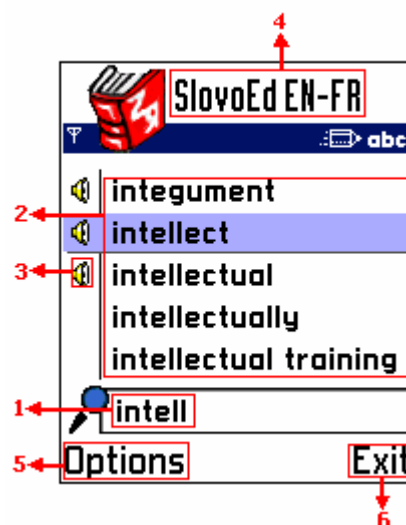 4
SlovoEd EN-FR
abc
integument
2
intellect
3
intellectual
intellectually
intellectual training
1
intell
5
Options
Exit
6